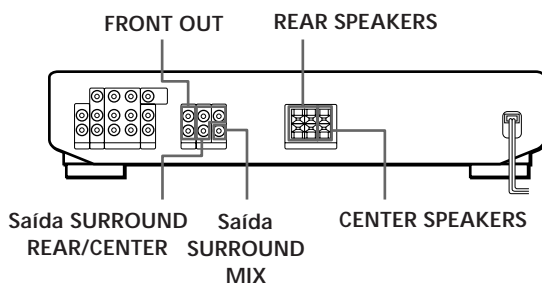 FRONT OUT
REAR SPEAKERS
Saída SURROUND
REAR/CENTER
Saída
SURROUND
MIX
CENTER SPEAKERS